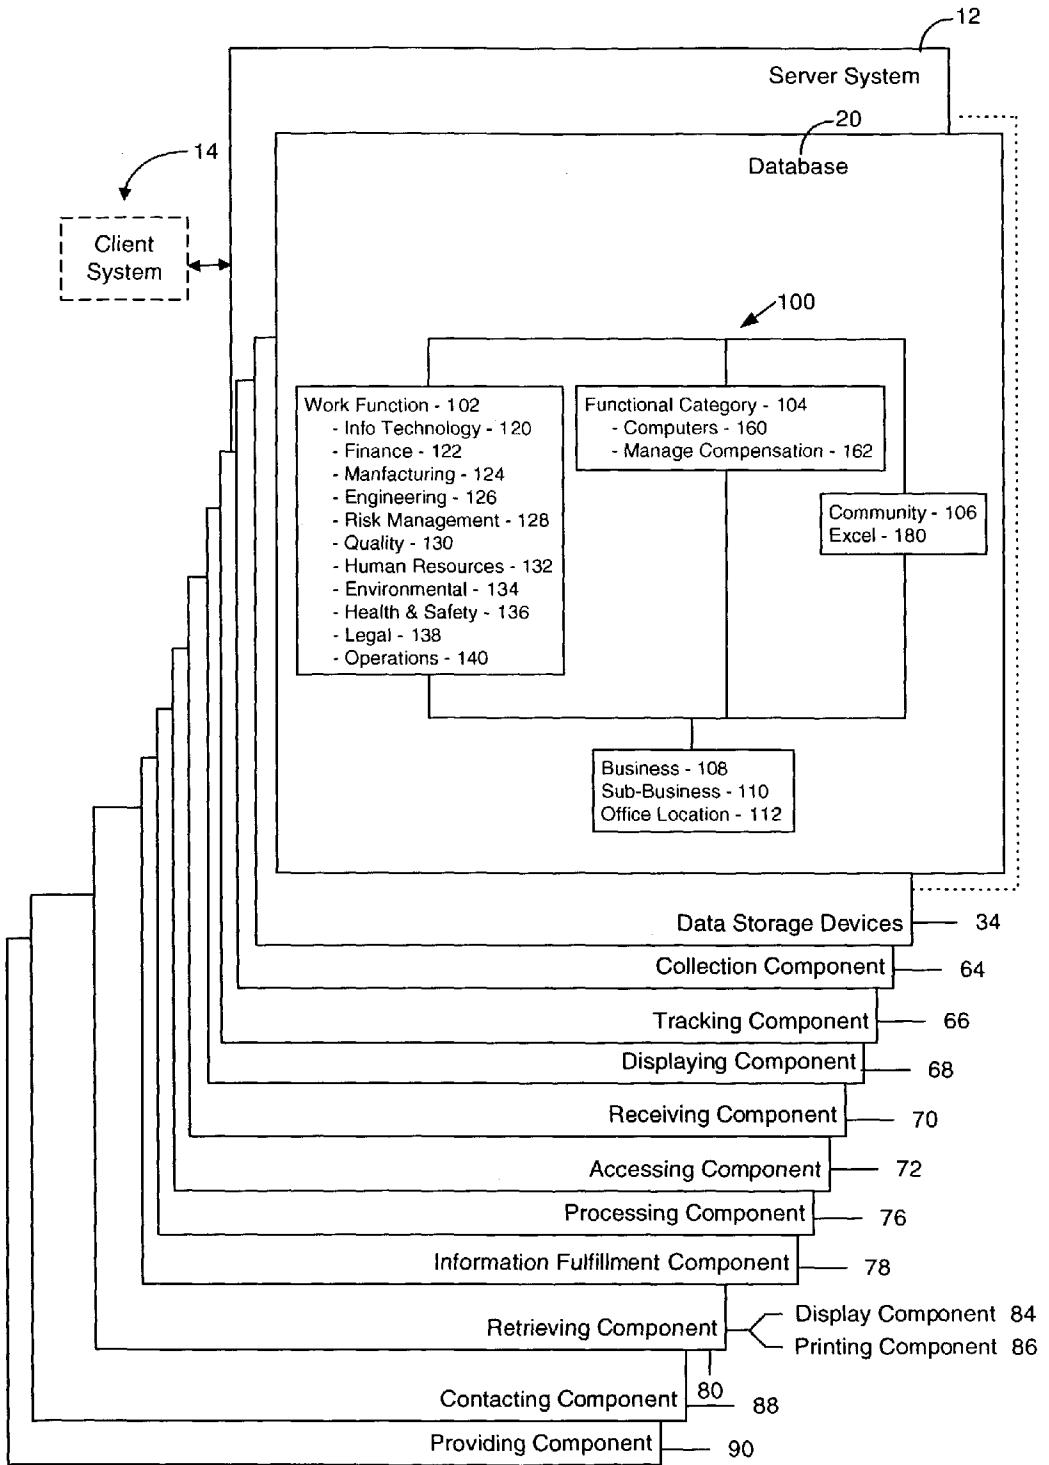 12
Server System
20
Database
14
Client
System
100
Work Function - 102
- Info Technology - 120
- Finance - 122
- Manfacturing - 124
- Engineering - 126
- Risk Management - 128
- Quality - 130
- Human Resources - 132
- Environmental - 134
- Health & Safety - 136
- Legal - 138
- Operations - 140
Functional Category - 104
- Computers - 160
- Manage Compensation - 162
Community - 106
Excel - 180
Business - 108
Sub-Business - 110
Office Location - 112
Data Storage Devices 34
Collection Component 64
Tracking Component 66
Displaying Component 68
Receiving Component 70
Accessing Component 72
Processing Component 76
Information Fulfillment Component 78
Display Component 84
Retrieving Component
Printing Component 86
80
Contacting Component 88
Providing Component 90